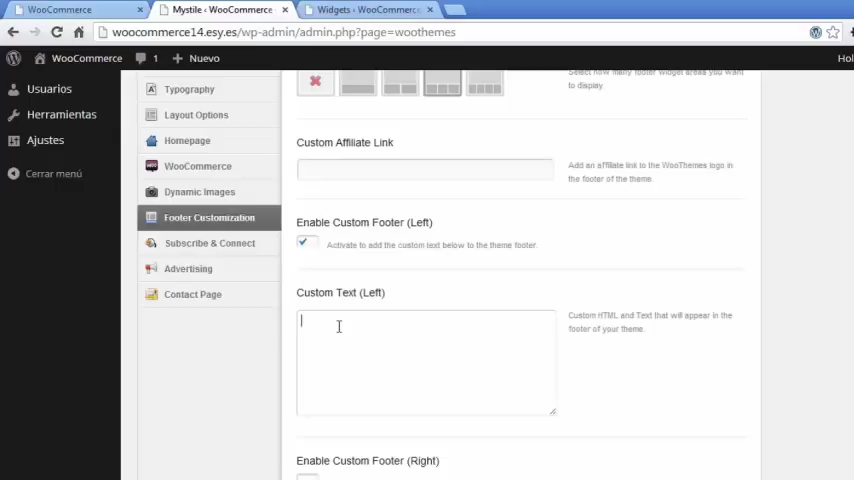 WooCommerce
Mystile ‹ WooCommerce
Widgets ‹ WooCommerce
woocommerce14.esy.es/wp-admin/admin.php?page=woothemes
WooCommerce
1
Nuevo
Hol
Usuarios
Herramientas
Ajustes
Cerrar menú
Typography
Layout Options
Homepage
WooCommerce
Dynamic Images
Footer Customization
Subscribe & Connect
Advertising
Contact Page
Select how many footer widget areas you want
to display.
Custom Affiliate Link
Add an affiliate link to the WooThemes logo in
the footer of the theme.
Enable Custom Footer (Left)
Activate to add the custom text below to the theme footer.
Custom Text (Left)
Custom HTML and Text that will appear in the
footer of your theme.
Enable Custom Footer (Right)